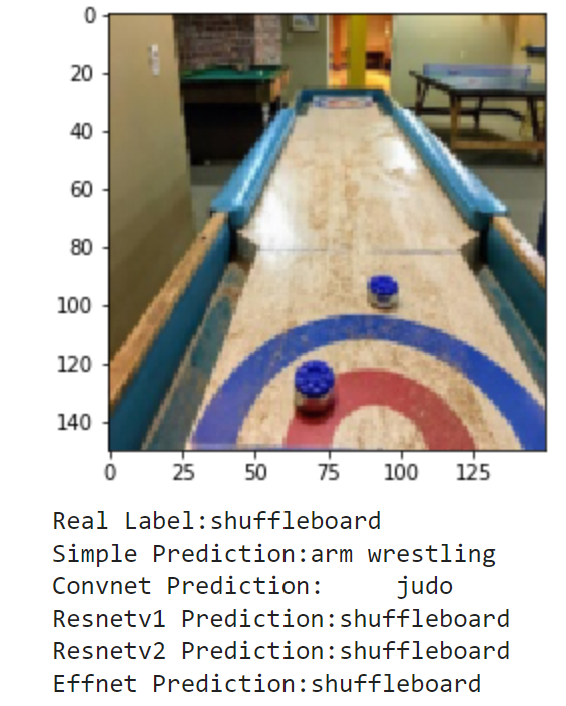 0
20
40
60
80
100
120
140
0 25 50 75 100 125
Real Label:shuffleboard
Simple Prediction:arm wrestling
Convnet Prediction:     judo
Resnetv1 Prediction:shuffleboard
Resnetv2 Prediction:shuffleboard
Effnet Prediction:shuffleboard